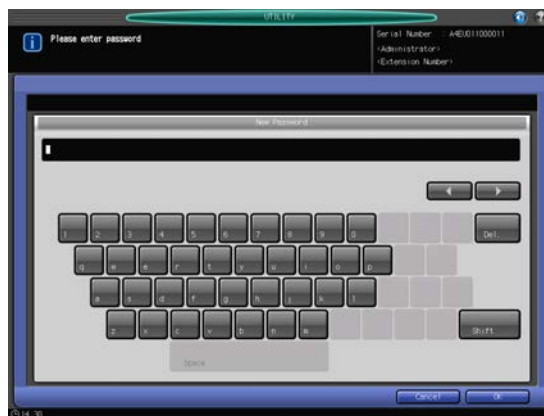 UTILITY
Please enter password
Serial Number : A4EU011000011
<Administrator>
<Extension Number>
New Password
1 2 3 4 5 6 7 8 9 0 Del.
q w e r t y u i o p
a s d f g h j k l
z x c v b n m Shift
Space
Cancel OK
14:30